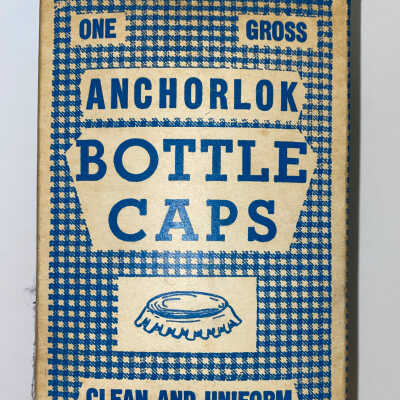 ONE GROSS
ANCHORLOK
BOTTLE
CAPS
CLEAN AND UNIFORM